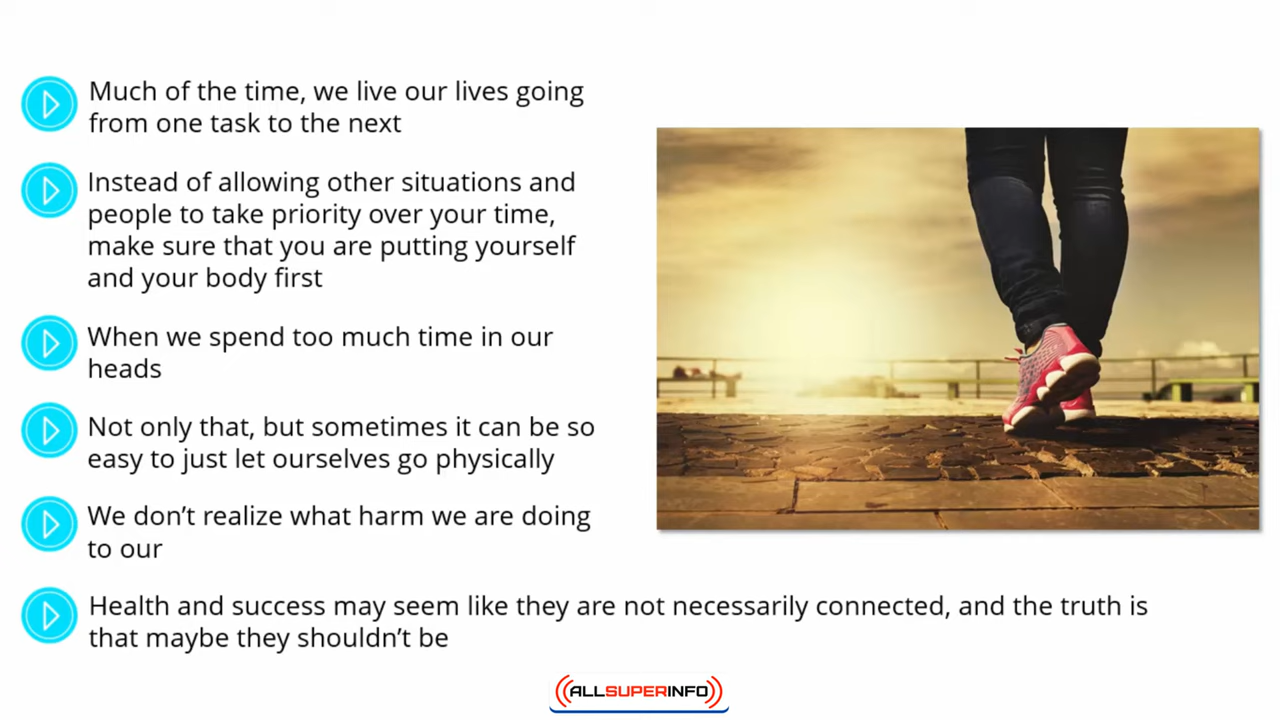 Much of the time, we live our lives going
from one task to the next
Instead of allowing other situations and
people to take priority over your time,
make sure that you are putting yourself
and your body first
When we spend too much time in our
heads
Not only that, but sometimes it can be so
easy to just let ourselves go physically
We don’t realize what harm we are doing
to our
Health and success may seem like they are not necessarily connected, and the truth is
that maybe they shouldn’t be
ALLSUPERINFO